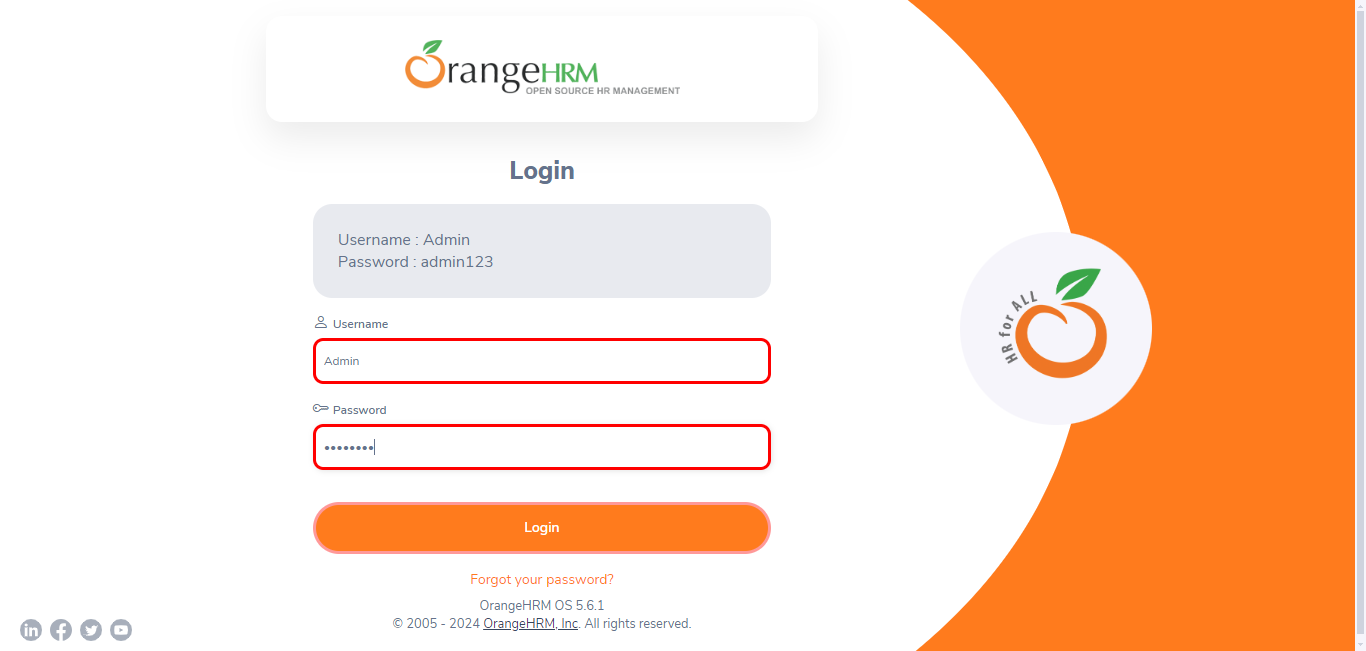 OrangeHRM
OPEN SOURCE HR MANAGEMENT
Login
Username : Admin
Password : admin123
Username
Admin
Password
••••••••
Login
Forgot your password?
OrangeHRM OS 5.6.1
© 2005 - 2024 OrangeHRM, Inc. All rights reserved.
HR for ALL
in